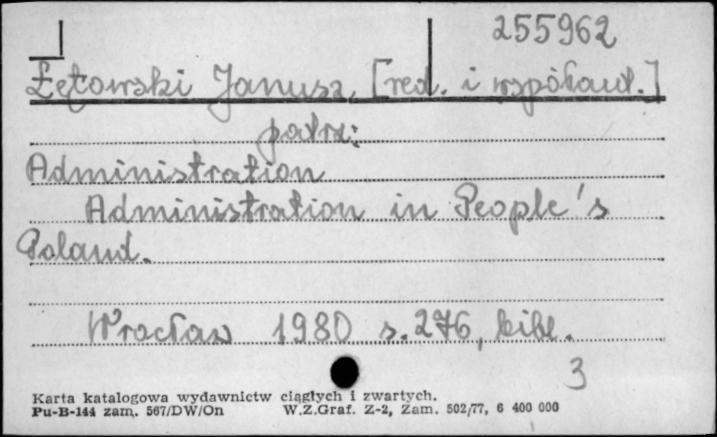 255962
Łętowski Janusz, [red. i współaut.]
patrz:
Administration
Administration in People's
Poland.
Wrocław 1980 s. 276, bibl.
3
Karta katalogowa wydawnictw ciągłych i zwartych.
Pu-B-144 zam. 567/DW/On W.Z.Graf. Z-2, Zam. 502/77, 6 400 000